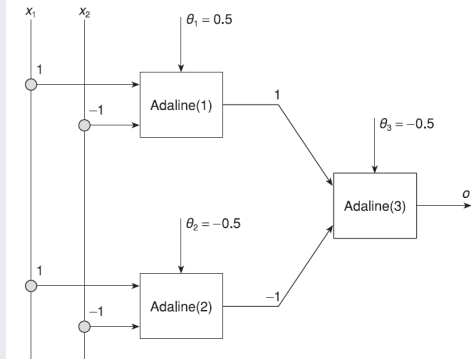 x₁
x₂
θ₁ = 0.5
1
−1
Adaline(1)
1
θ₃ = −0.5
Adaline(3)
o
θ₂ = −0.5
1
−1
Adaline(2)
−1